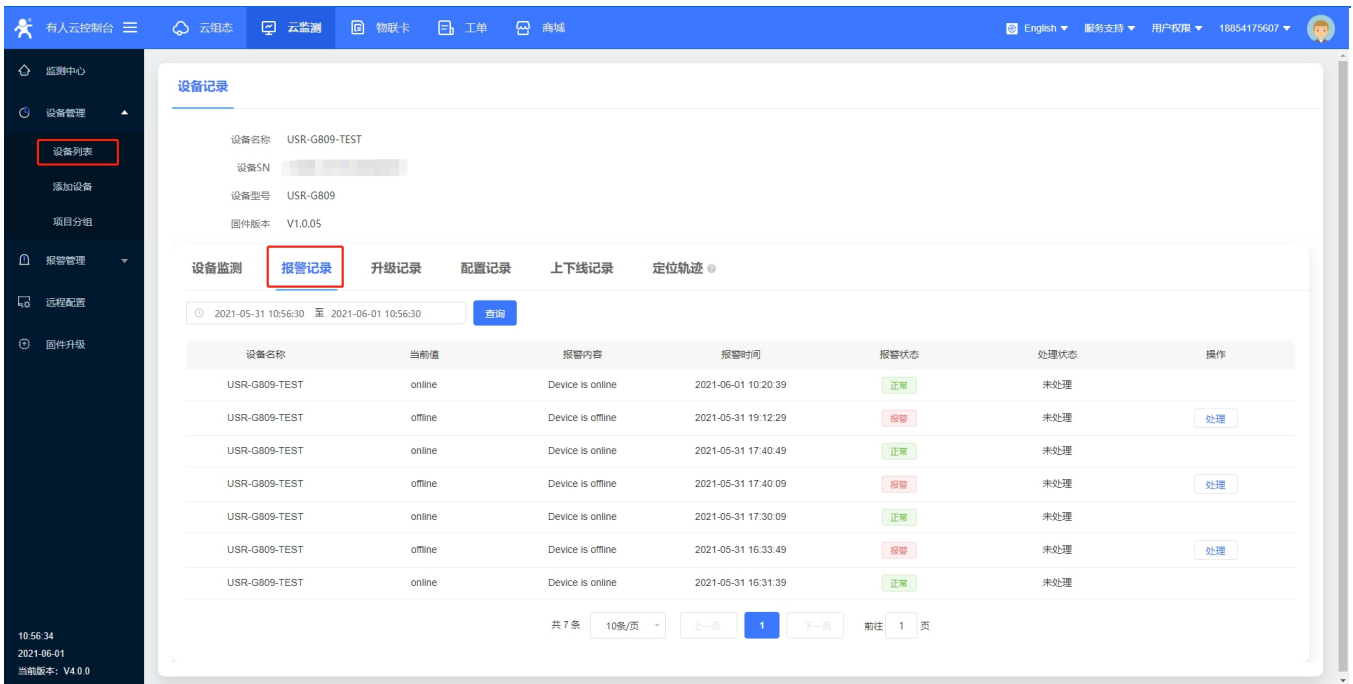 有人云控制台 云组态 云监测 物联卡 工单 商城 English 服务支持 用户权限 18854175607
监测中心
设备管理
设备列表
添加设备
项目分组
报警管理
远程配置
固件升级
10:56:34
2021-06-01
当前版本：V4.0.0
设备记录
设备名称 USR-G809-TEST
设备SN
设备型号 USR-G809
固件版本 V1.0.05
设备监测 报警记录 升级记录 配置记录 上下线记录 定位轨迹
2021-05-31 10:56:30 至 2021-06-01 10:56:30 查询
设备名称 当前值 报警内容 报警时间 报警状态 处理状态 操作
USR-G809-TEST online Device is online 2021-06-01 10:20:39 正常 未处理
USR-G809-TEST offline Device is offline 2021-05-31 19:12:29 报警 未处理 处理
USR-G809-TEST online Device is online 2021-05-31 17:40:49 正常 未处理
USR-G809-TEST offline Device is offline 2021-05-31 17:40:09 报警 未处理 处理
USR-G809-TEST online Device is online 2021-05-31 17:30:09 正常 未处理
USR-G809-TEST offline Device is offline 2021-05-31 16:33:49 报警 未处理 处理
USR-G809-TEST online Device is online 2021-05-31 16:31:39 正常 未处理
共 7 条 10条/页 上一页 1 下一页 前往 1 页